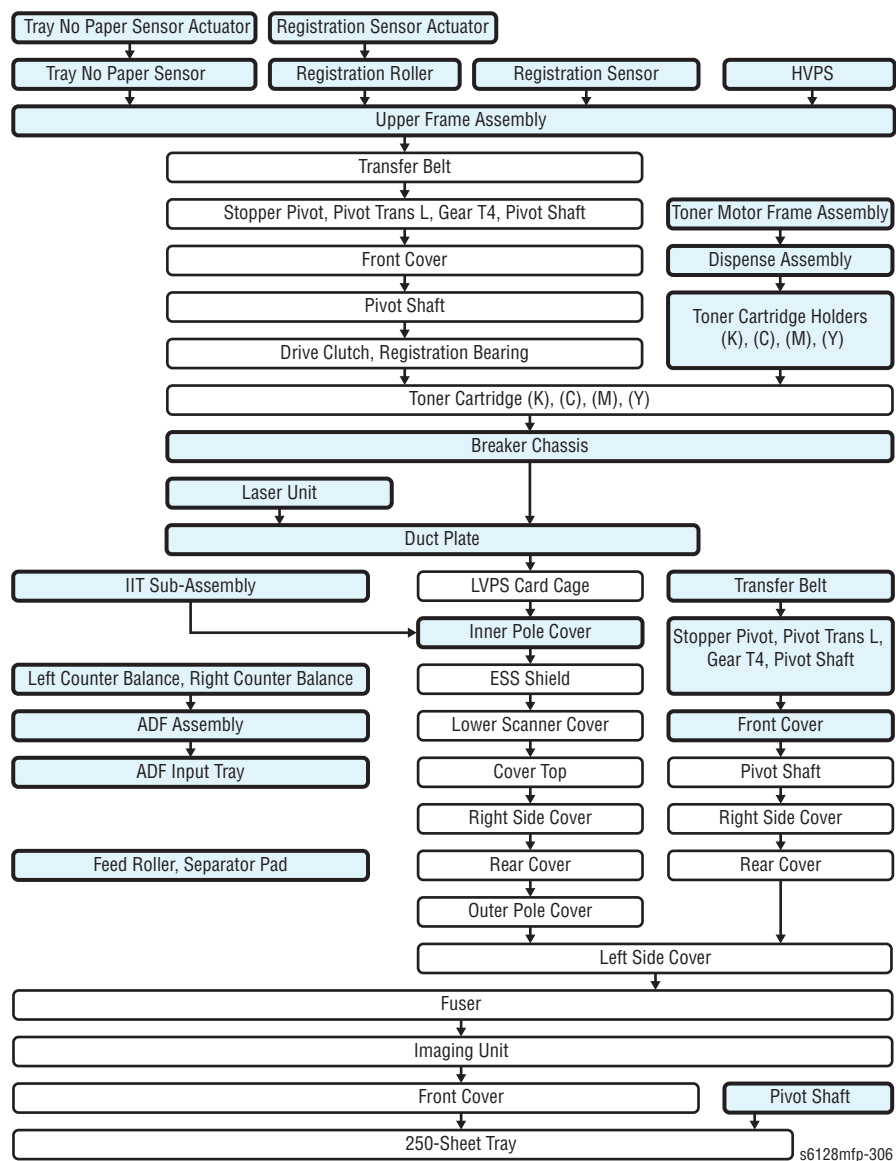 Tray No Paper Sensor Actuator
Registration Sensor Actuator
Tray No Paper Sensor
Registration Roller
Registration Sensor
HVPS
Upper Frame Assembly
Transfer Belt
Stopper Pivot, Pivot Trans L, Gear T4, Pivot Shaft
Toner Motor Frame Assembly
Front Cover
Dispense Assembly
Pivot Shaft
Toner Cartridge Holders
(K), (C), (M), (Y)
Drive Clutch, Registration Bearing
Toner Cartridge (K), (C), (M), (Y)
Breaker Chassis
Laser Unit
Duct Plate
IIT Sub-Assembly
LVPS Card Cage
Transfer Belt
Inner Pole Cover
Stopper Pivot, Pivot Trans L,
Gear T4, Pivot Shaft
Left Counter Balance, Right Counter Balance
ESS Shield
ADF Assembly
Lower Scanner Cover
Front Cover
ADF Input Tray
Cover Top
Pivot Shaft
Right Side Cover
Right Side Cover
Feed Roller, Separator Pad
Rear Cover
Rear Cover
Outer Pole Cover
Left Side Cover
Fuser
Imaging Unit
Front Cover
Pivot Shaft
250-Sheet Tray
s6128mfp-306